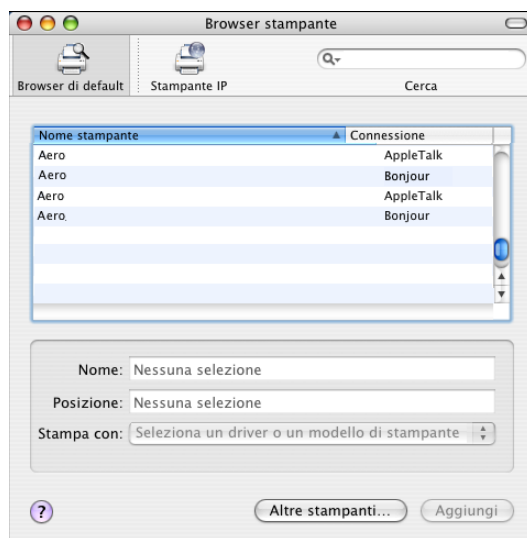 Browser stampante
Browser di default
Stampante IP
Cerca
Nome stampante Connessione
Aero AppleTalk
Aero Bonjour
Aero AppleTalk
Aero Bonjour
Nome: Nessuna selezione
Posizione: Nessuna selezione
Stampa con: Seleziona un driver o un modello di stampante
? Altre stampanti... Aggiungi